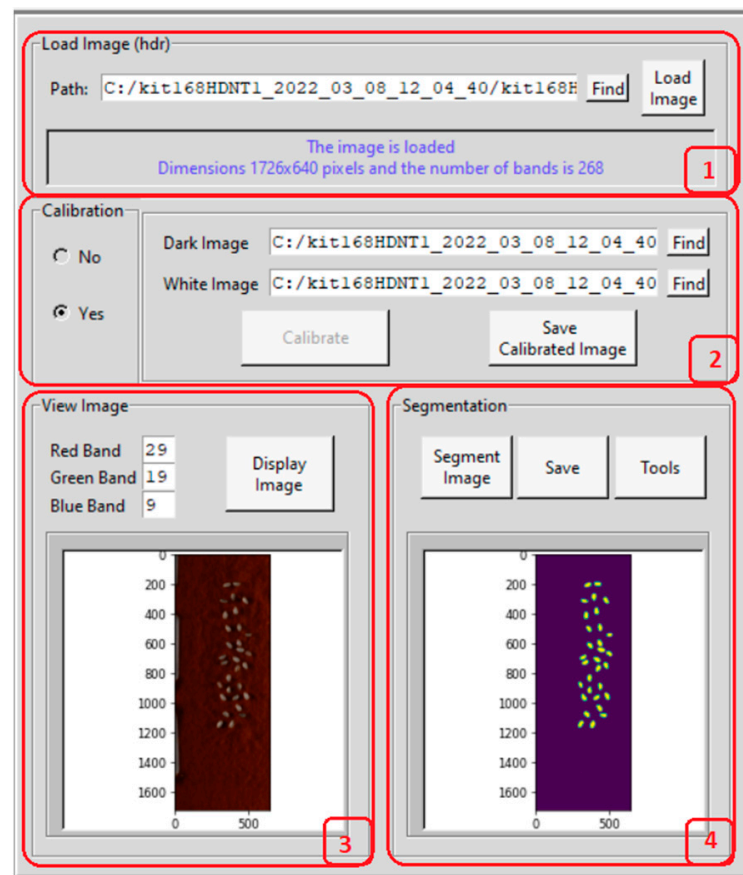 Load Image (hdr)
Path: C:/kit168HDNT1_2022_03_08_12_04_40/kit168H Find Load Image
The image is loaded
Dimensions 1726x640 pixels and the number of bands is 268
1
Calibration
No
Yes
Dark Image C:/kit168HDNT1_2022_03_08_12_04_40 Find
White Image C:/kit168HDNT1_2022_03_08_12_04_40 Find
Calibrate
Save
Calibrated Image
2
View Image
Red Band 29
Green Band 19
Blue Band 9
Display
Image
0
200
400
600
800
1000
1200
1400
1600
0 500
3
Segmentation
Segment
Image
Save
Tools
0
200
400
600
800
1000
1200
1400
1600
0 500
4